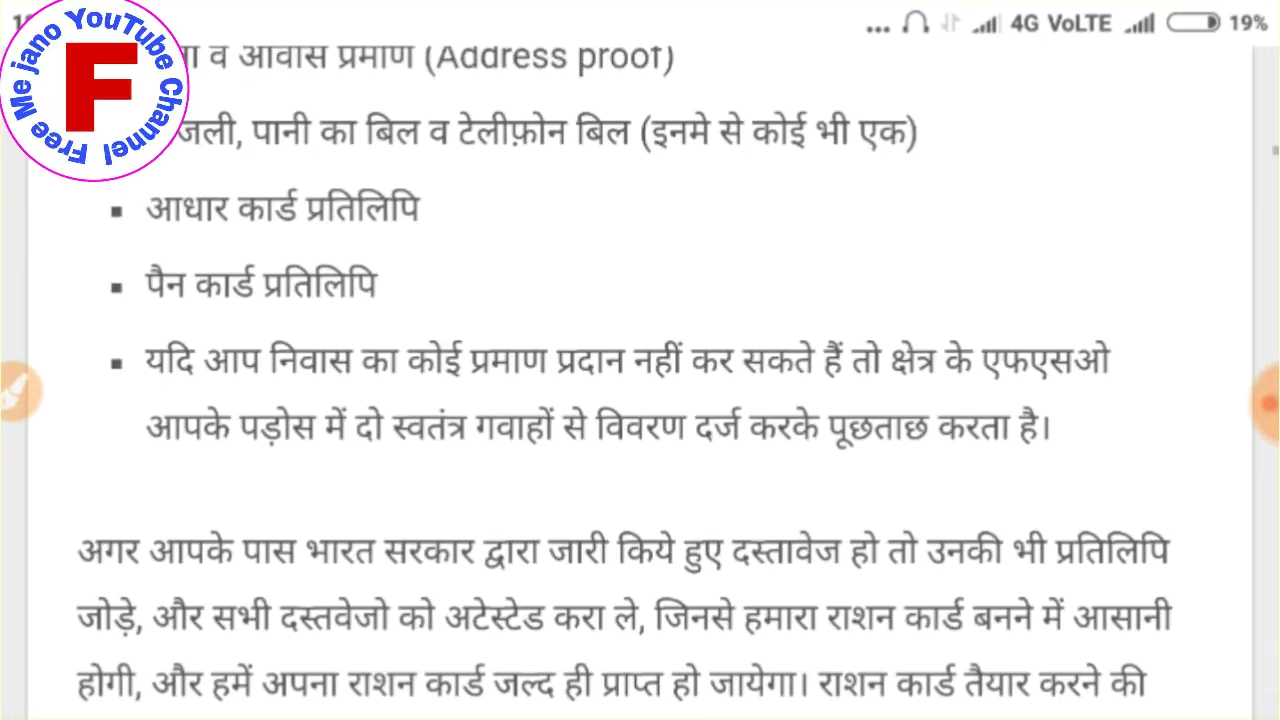 ... 4G VoLTE 19%
Free Me jano YouTube Channel
F
व आवास प्रमाण (Address proof)
जली, पानी का बिल व टेलीफ़ोन बिल (इनमे से कोई भी एक)
▪ आधार कार्ड प्रतिलिपि
▪ पैन कार्ड प्रतिलिपि
▪ यदि आप निवास का कोई प्रमाण प्रदान नहीं कर सकते हैं तो क्षेत्र के एफएसओ
आपके पड़ोस में दो स्वतंत्र गवाहों से विवरण दर्ज करके पूछताछ करता है।
अगर आपके पास भारत सरकार द्वारा जारी किये हुए दस्तावेज हो तो उनकी भी प्रतिलिपि
जोड़े, और सभी दस्तवेजो को अटेस्टेड करा ले, जिनसे हमारा राशन कार्ड बनने में आसानी
होगी, और हमें अपना राशन कार्ड जल्द ही प्राप्त हो जायेगा। राशन कार्ड तैयार करने की